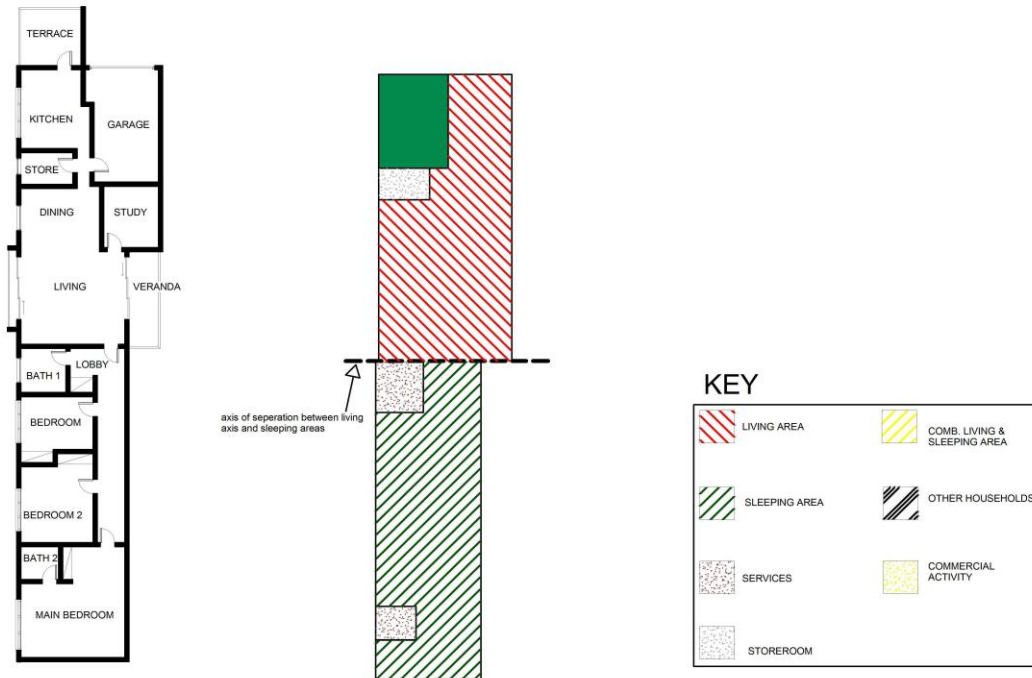 TERRACE
KITCHEN
GARAGE
STORE
DINING
STUDY
LIVING
VERANDA
BATH 1
LOBBY
BEDROOM
BEDROOM 2
BATH 2
MAIN BEDROOM
axis of seperation between living
axis and sleeping areas
KEY
LIVING AREA
COMB. LIVING &
SLEEPING AREA
SLEEPING AREA
OTHER HOUSEHOLDS
SERVICES
COMMERCIAL
ACTIVITY
STOREROOM